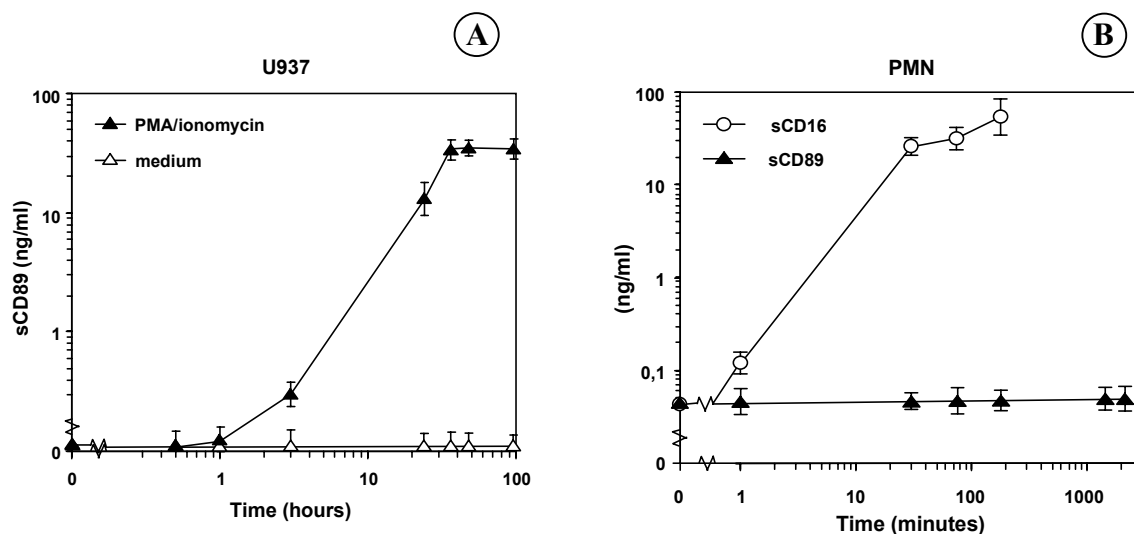 A
U937
100
10
1
0
sCD89 (ng/ml)
PMA/ionomycin
medium
0 1 10 100
Time (hours)
B
PMN
100
10
1
0,1
0
(ng/ml)
sCD16
sCD89
0 1 10 100 1000
Time (minutes)